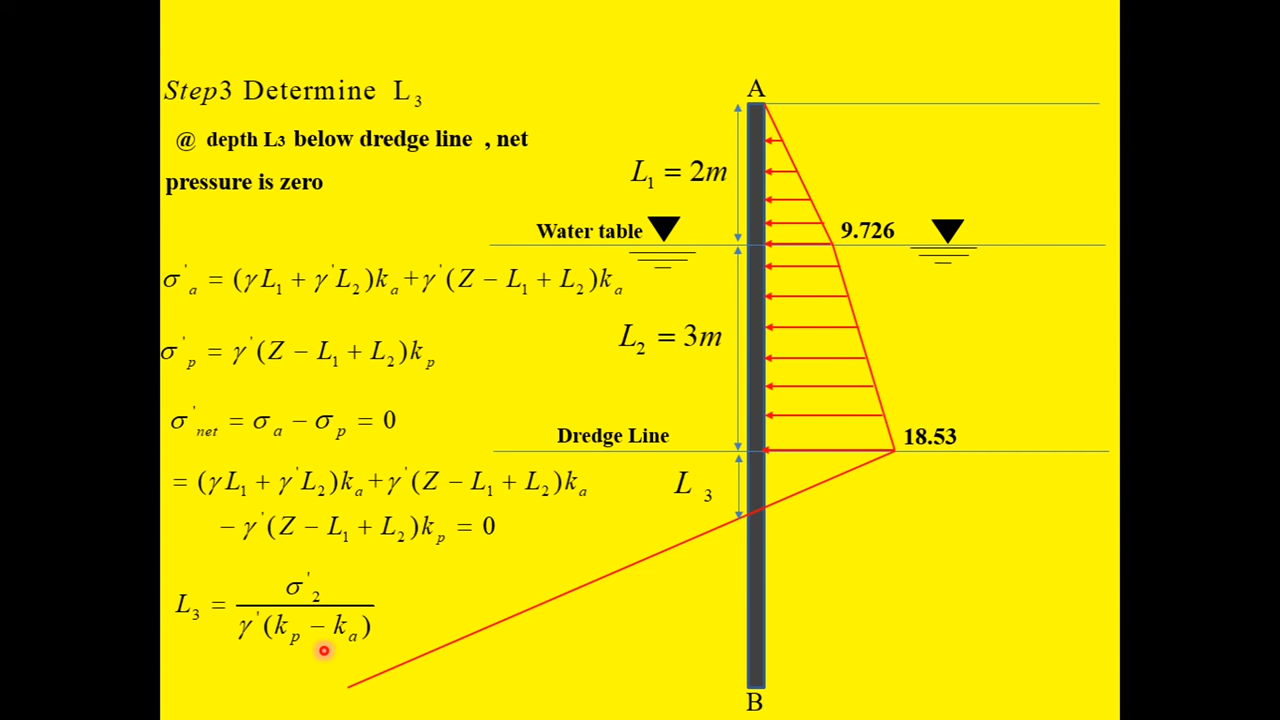 Step3 Determine L₃
@ depth L₃ below dredge line , net
pressure is zero
σ'ₐ = (γL₁ + γ'L₂)kₐ+γ'(Z − L₁ + L₂)kₐ
σ'ₚ = γ'(Z − L₁ + L₂)kₚ
σ'ₙₑₜ = σₐ − σₚ = 0
= (γL₁ + γ'L₂)kₐ+γ'(Z − L₁ + L₂)kₐ
− γ'(Z − L₁ + L₂)kₚ = 0
L₃ = σ'₂ / γ'(kₚ − kₐ)
A
L₁ = 2m
Water table
9.726
L₂ = 3m
Dredge Line
18.53
L ₃
B